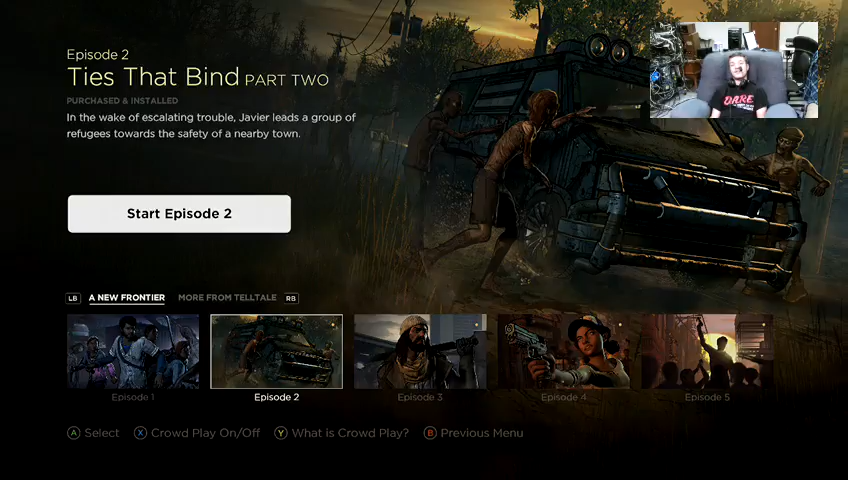 Episode 2
Ties That Bind PART TWO
PURCHASED & INSTALLED
In the wake of escalating trouble, Javier leads a group of
refugees towards the safety of a nearby town.
Start Episode 2
LB A NEW FRONTIER MORE FROM TELLTALE RB
Episode 1 Episode 2 Episode 3 Episode 4 Episode 5
A Select X Crowd Play On/Off Y What is Crowd Play? B Previous Menu
DARE